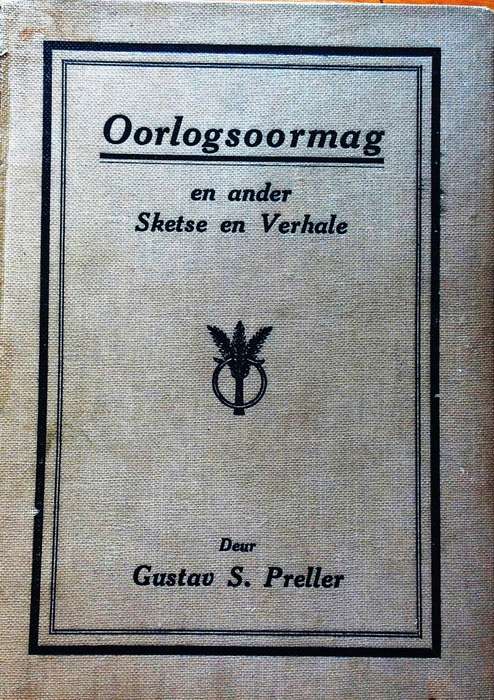 Oorlogsoormag
en ander
Sketse en Verhale
Deur
Gustav S. Preller